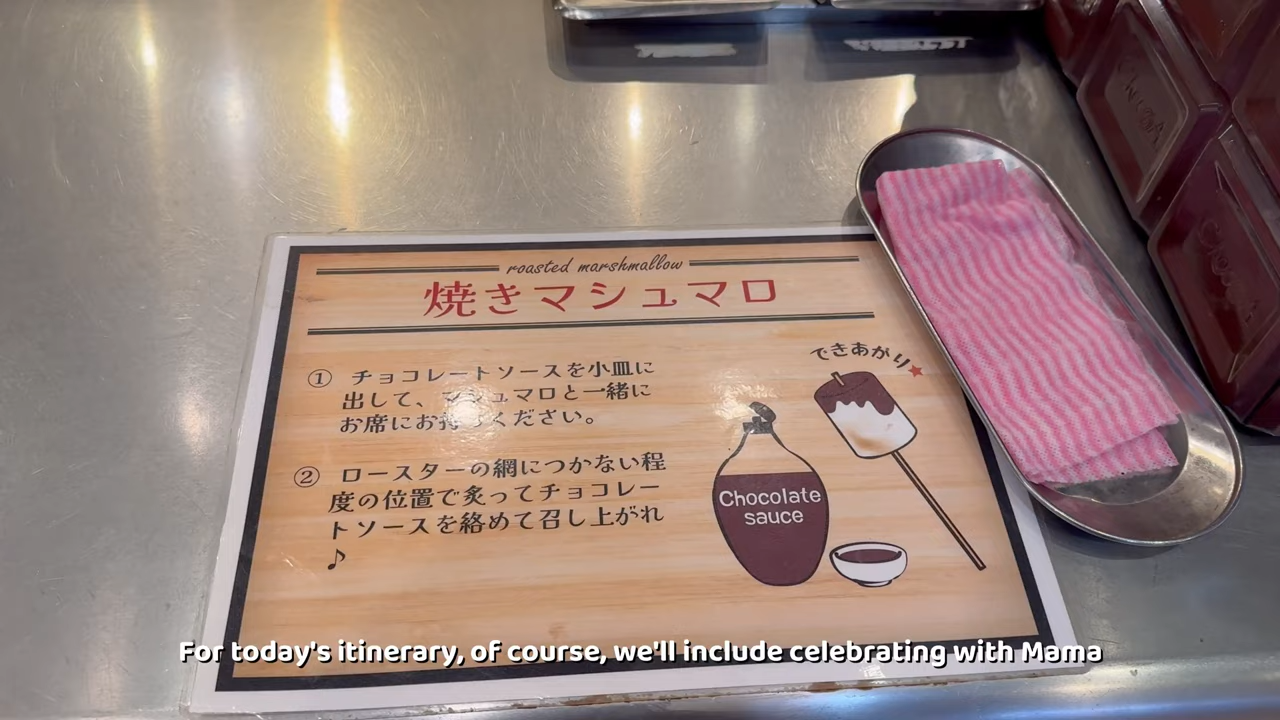 roasted marshmallow
焼きマシュマロ
① チョコレートソースを小皿に
出して、マシュマロと一緒に
お席にお持ちください。
② ロースターの網につかない程
度の位置で炙ってチョコレー
トソースを絡めて召し上がれ
♪
できあがり★
Chocolate
sauce
For today's itinerary, of course, we'll include celebrating with Mama